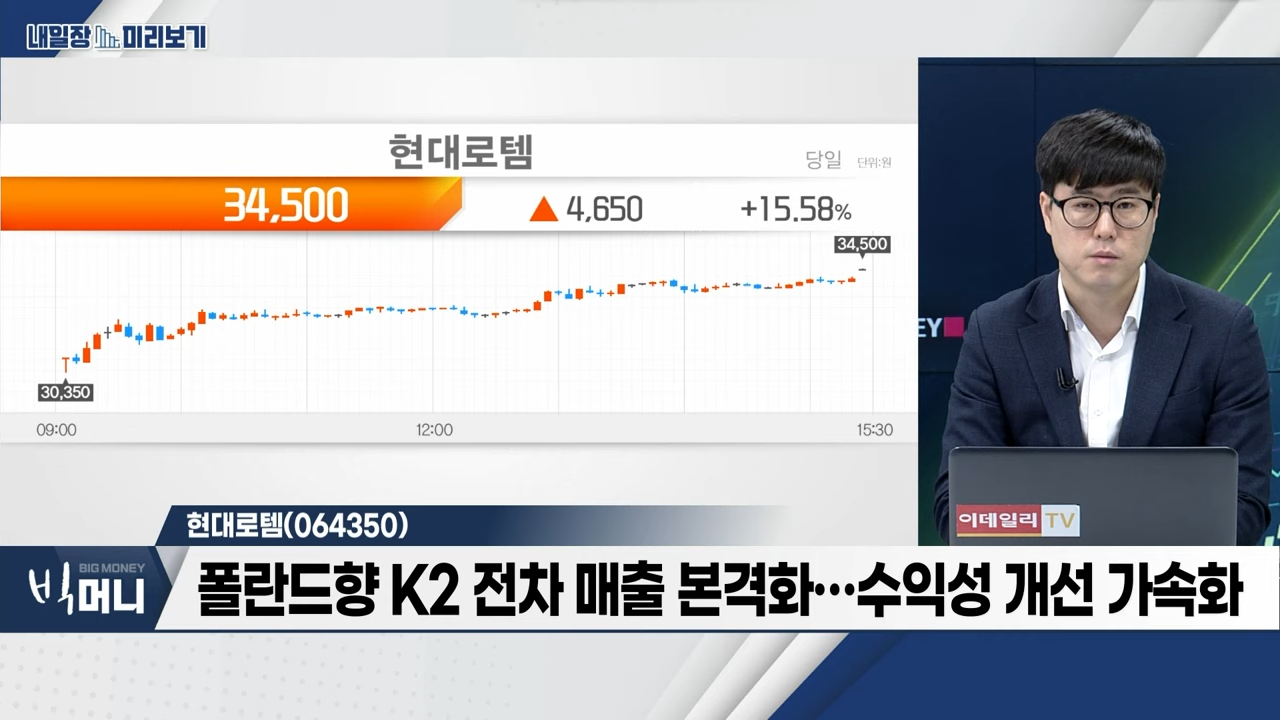 내일장 미리보기
현대로템
당일 단위:원
34,500 ▲ 4,650 +15.58%
34,500
30,350
09:00 12:00 15:30
EY
이데일리 TV
현대로템(064350)
BIG MONEY
빅머니
폴란드향 K2 전차 매출 본격화…수익성 개선 가속화